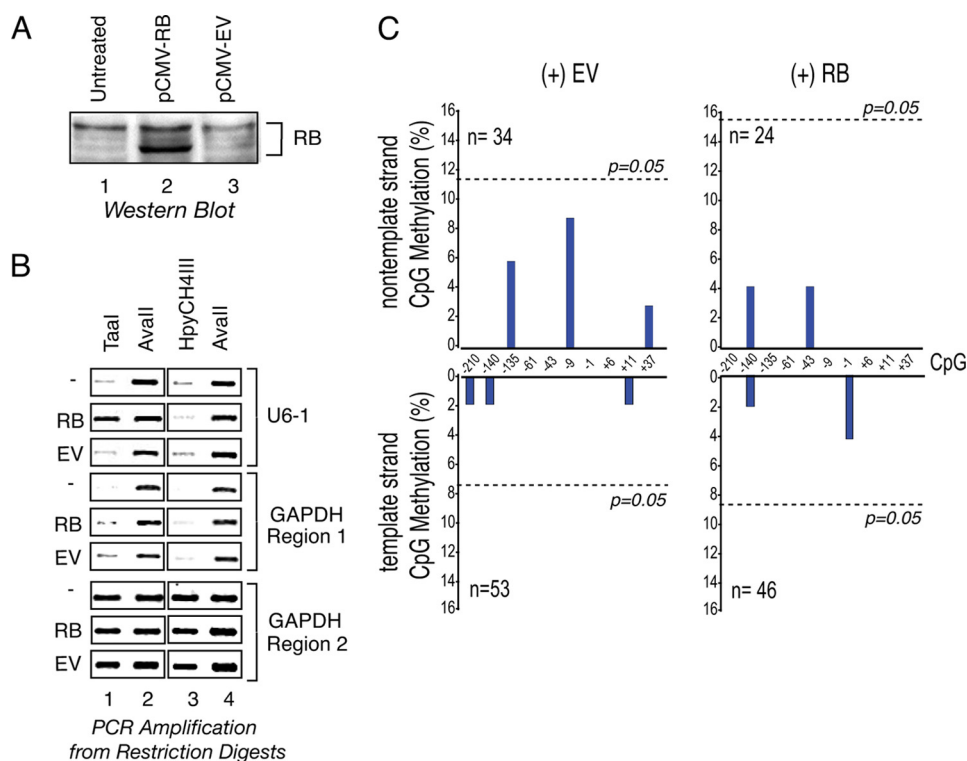 A
Untreated
pCMV-RB
pCMV-EV
RB
1 2 3
Western Blot
B
TaaI
AvaII
HpyCH4III
AvaII
-
RB
EV
U6-1
-
RB
EV
GAPDH
Region 1
-
RB
EV
GAPDH
Region 2
1 2 3 4
PCR Amplification
from Restriction Digests
C
(+) EV
nontemplate strand
CpG Methylation (%)
16
14
12
10
8
6
4
2
0
n= 34
p=0.05
-210 -140 -135 -61 -43 -9 -1 +6 +11 +37
template strand
CpG Methylation (%)
0
2
4
6
8
10
12
14
16
p=0.05
n=53
(+) RB
16
14
12
10
8
6
4
2
0
p=0.05
n= 24
-210 -140 -135 -61 -43 -9 -1 +6 +11 +37 CpG
0
2
4
6
8
10
12
14
16
p=0.05
n= 46